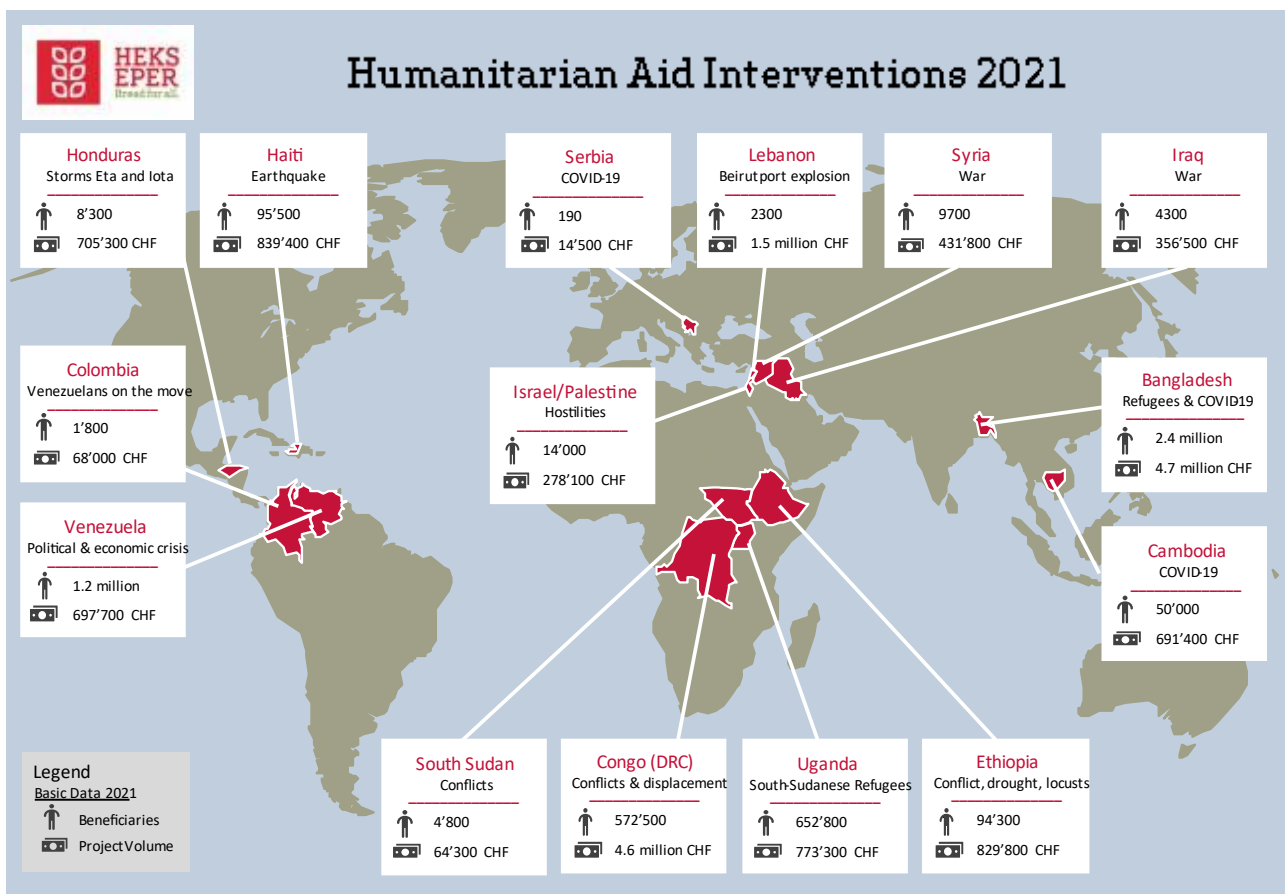 HEKS
EPER
Bread for all.
Humanitarian Aid Interventions 2021
Honduras
Storms Eta and Iota
8’300
705’300 CHF
Haiti
Earthquake
95’500
839’400 CHF
Serbia
COVID-19
190
14’500 CHF
Lebanon
Beirut port explosion
2300
1.5 million CHF
Syria
War
9700
431’800 CHF
Iraq
War
4300
356’500 CHF
Colombia
Venezuelans on the move
1’800
68’000 CHF
Israel/Palestine
Hostilities
14’000
278’100 CHF
Bangladesh
Refugees & COVID19
2.4 million
4.7 million CHF
Venezuela
Political & economic crisis
1.2 million
697’700 CHF
Cambodia
COVID-19
50’000
691’400 CHF
South Sudan
Conflicts
4’800
64’300 CHF
Congo (DRC)
Conflicts & displacement
572’500
4.6 million CHF
Uganda
South-Sudanese Refugees
652’800
773’300 CHF
Ethiopia
Conflict, drought, locusts
94’300
829’800 CHF
Legend
Basic Data 2021
Beneficiaries
Project Volume